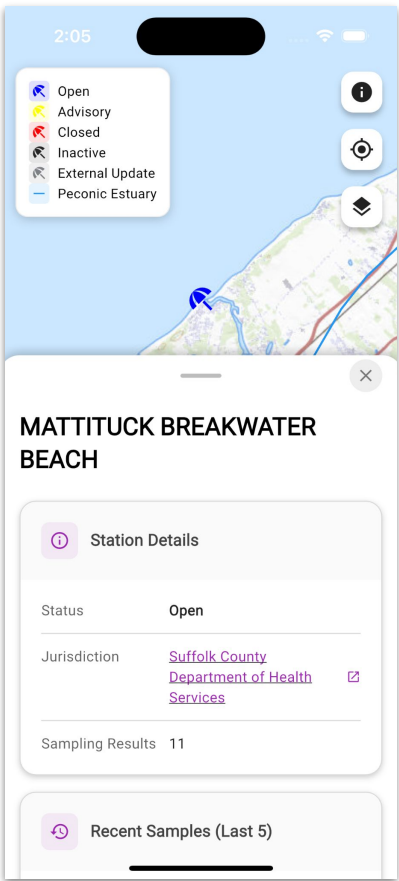 2:05
Open
Advisory
Closed
Inactive
External Update
Peconic Estuary
MATTITUCK BREAKWATER
BEACH
Station Details
Status Open
Jurisdiction Suffolk County
Department of Health
Services
Sampling Results 11
Recent Samples (Last 5)